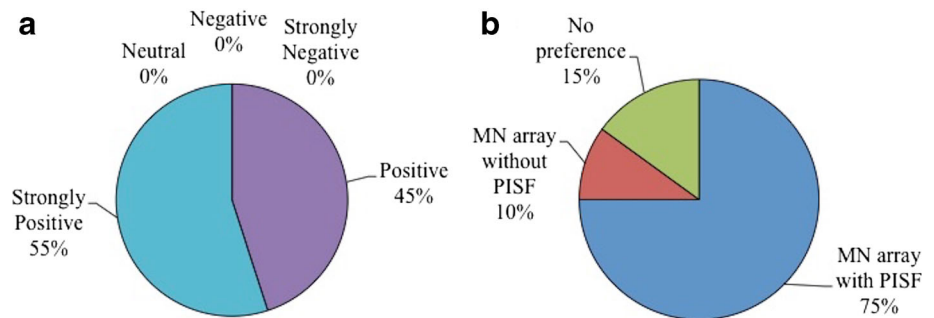 a
Negative
0%
Strongly
Negative
0%
Neutral
0%
Positive
45%
Strongly
Positive
55%
b
No
preference
15%
MN array
without
PISF
10%
MN array
with PISF
75%